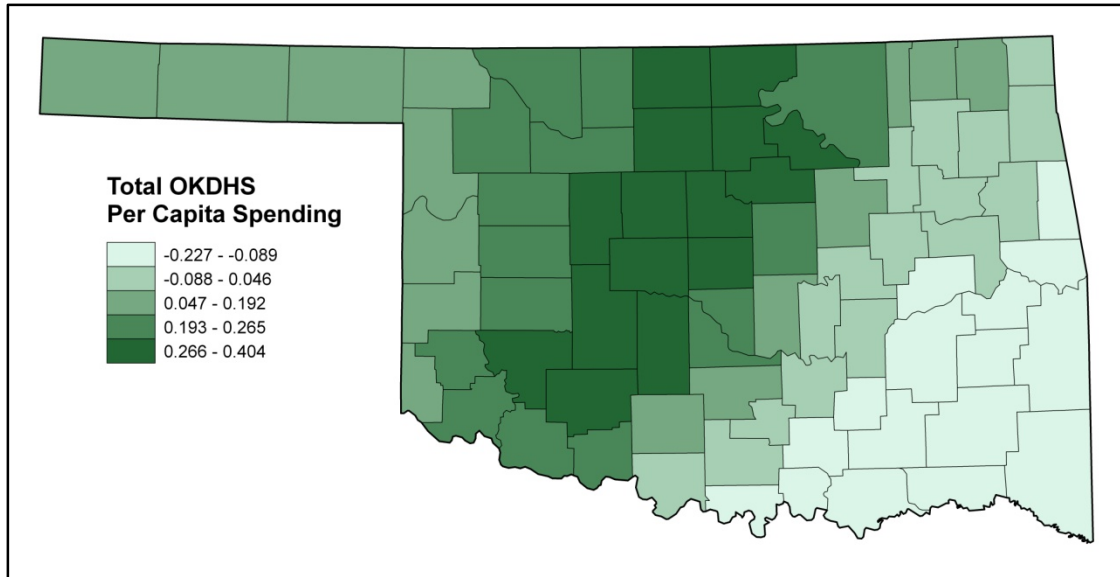 Total OKDHS
Per Capita Spending
-0.227 - -0.089
-0.088 - 0.046
0.047 - 0.192
0.193 - 0.265
0.266 - 0.404